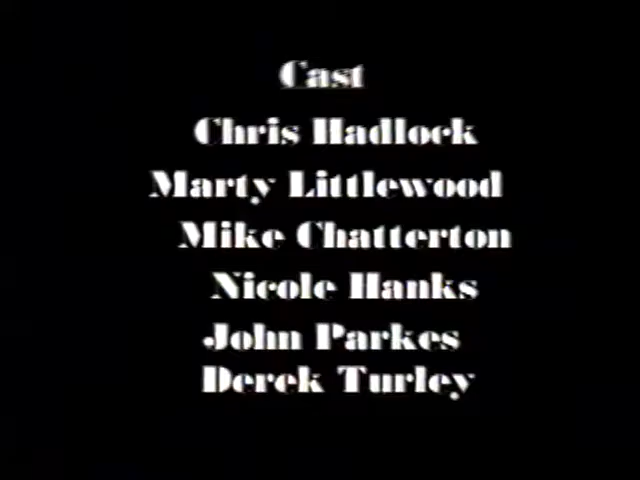 Cast
Chris Hadlock
Marty Littlewood
Mike Chatterton
Nicole Hanks
John Parkes
Derek Turley